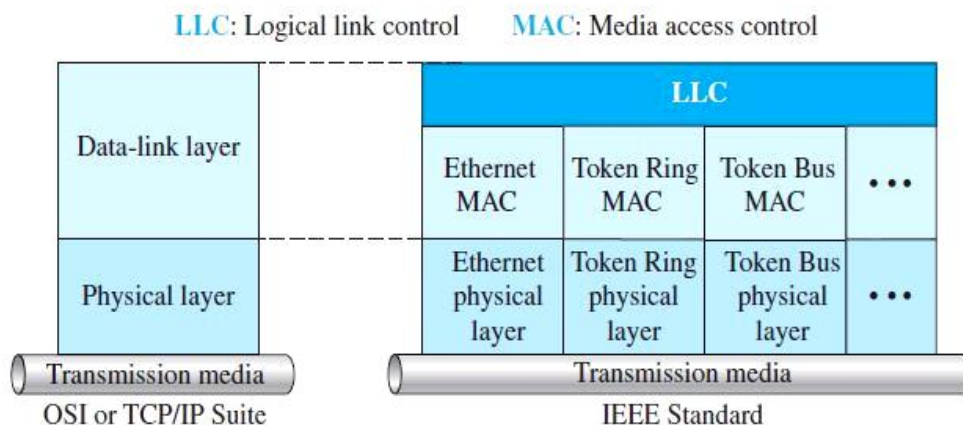 LLC: Logical link control MAC: Media access control
LLC
Data-link layer
Ethernet
MAC
Token Ring
MAC
Token Bus
MAC
•••
Physical layer
Ethernet
physical
layer
Token Ring
physical
layer
Token Bus
physical
layer
•••
Transmission media
Transmission media
OSI or TCP/IP Suite
IEEE Standard